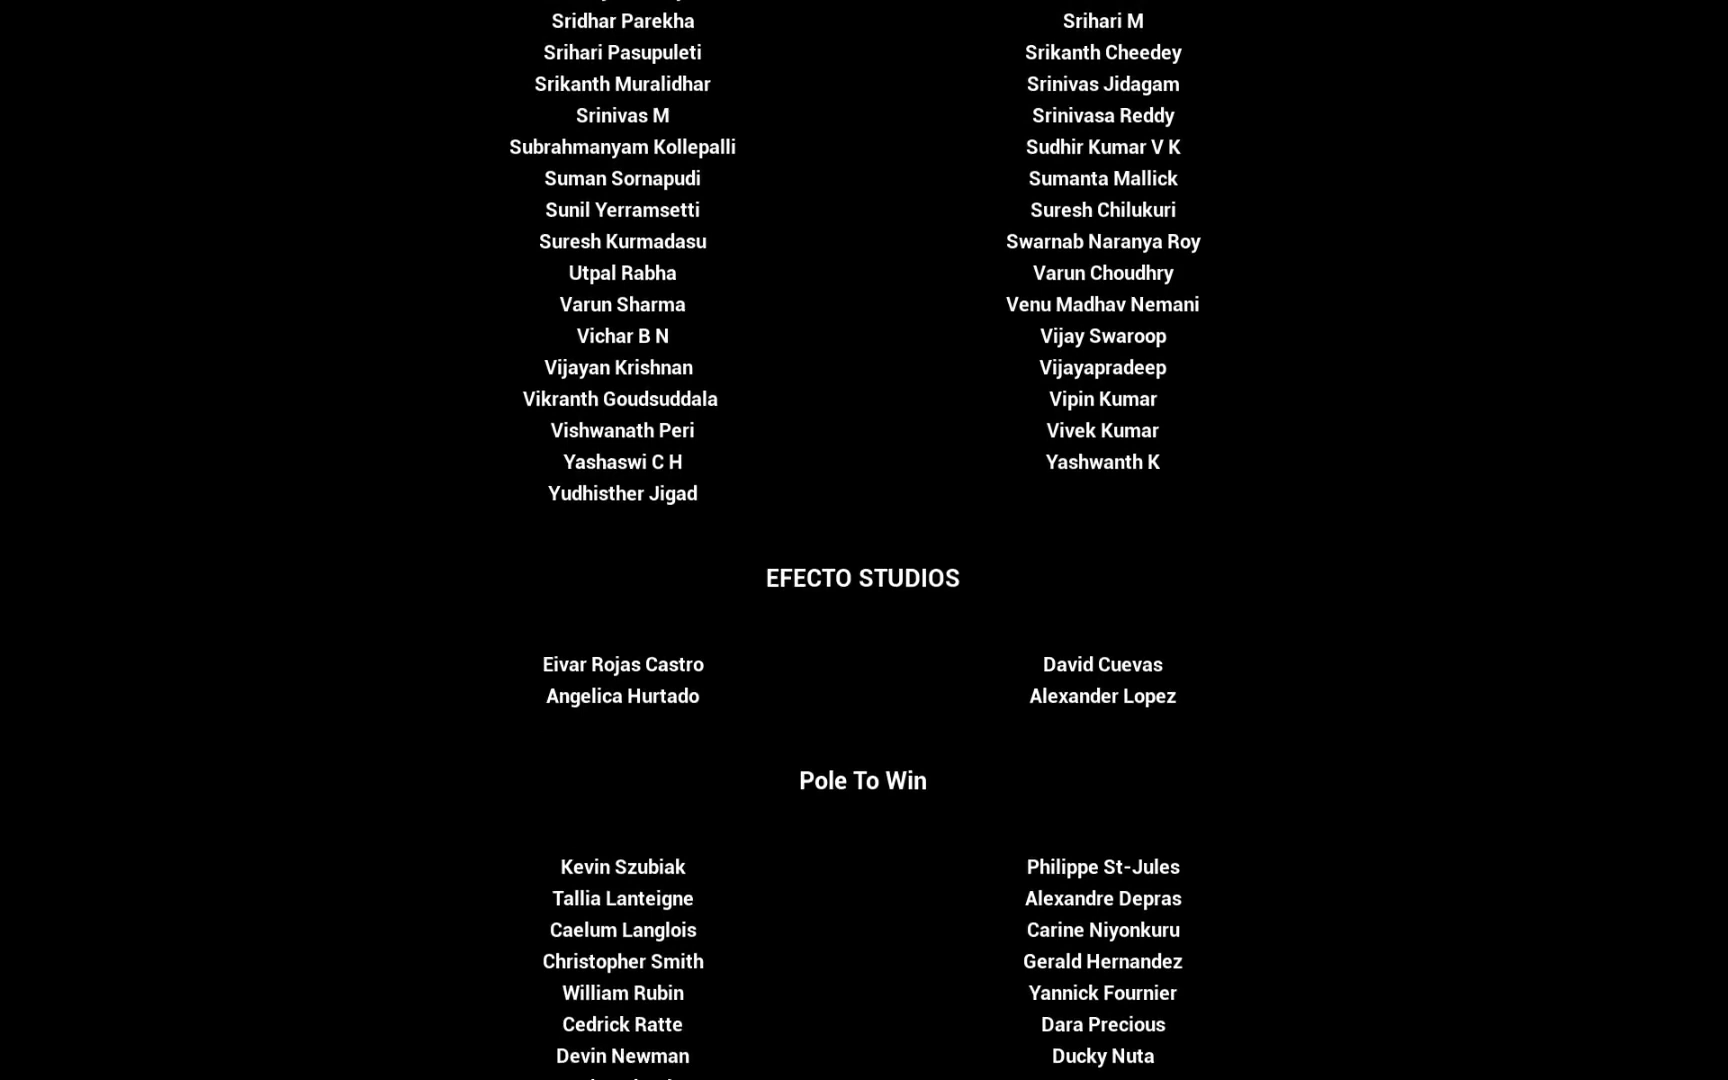 Sridhar Parekha Srihari M
Srihari Pasupuleti Srikanth Cheedey
Srikanth Muralidhar Srinivas Jidagam
Srinivas M Srinivasa Reddy
Subrahmanyam Kollepalli Sudhir Kumar V K
Suman Sornapudi Sumanta Mallick
Sunil Yerramsetti Suresh Chilukuri
Suresh Kurmadasu Swarnab Naranya Roy
Utpal Rabha Varun Choudhry
Varun Sharma Venu Madhav Nemani
Vichar B N Vijay Swaroop
Vijayan Krishnan Vijayapradeep
Vikranth Goudsuddala Vipin Kumar
Vishwanath Peri Vivek Kumar
Yashaswi C H Yashwanth K
Yudhisther Jigad
EFECTO STUDIOS
Eivar Rojas Castro David Cuevas
Angelica Hurtado Alexander Lopez
Pole To Win
Kevin Szubiak Philippe St-Jules
Tallia Lanteigne Alexandre Depras
Caelum Langlois Carine Niyonkuru
Christopher Smith Gerald Hernandez
William Rubin Yannick Fournier
Cedrick Ratte Dara Precious
Devin Newman Ducky Nuta